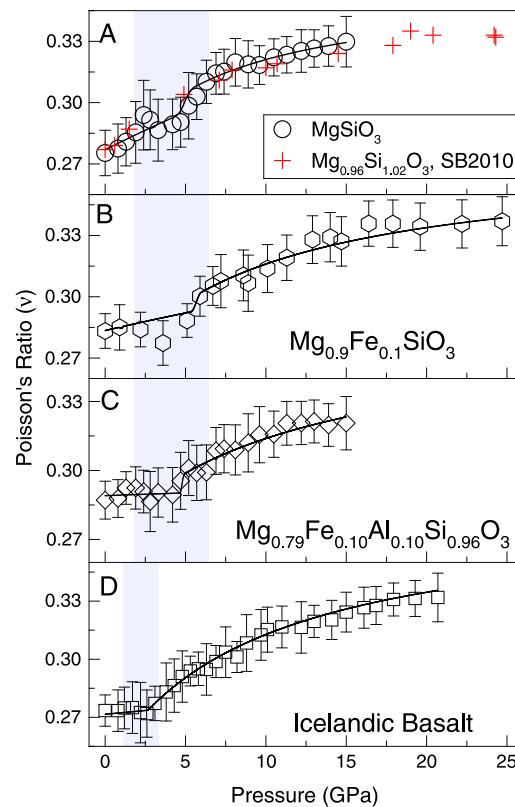 A
0.33
0.30
0.27
MgSiO₃
Mg₀.₉₆Si₁.₀₂O₃, SB2010
B
0.33
0.30
0.27
Mg₀.₉Fe₀.₁SiO₃
Poisson's Ratio (ν)
C
0.33
0.30
0.27
Mg₀.₇₉Fe₀.₁₀Al₀.₁₀Si₀.₉₆O₃
D
0.33
0.30
0.27
Icelandic Basalt
0 5 10 15 20 25
Pressure (GPa)